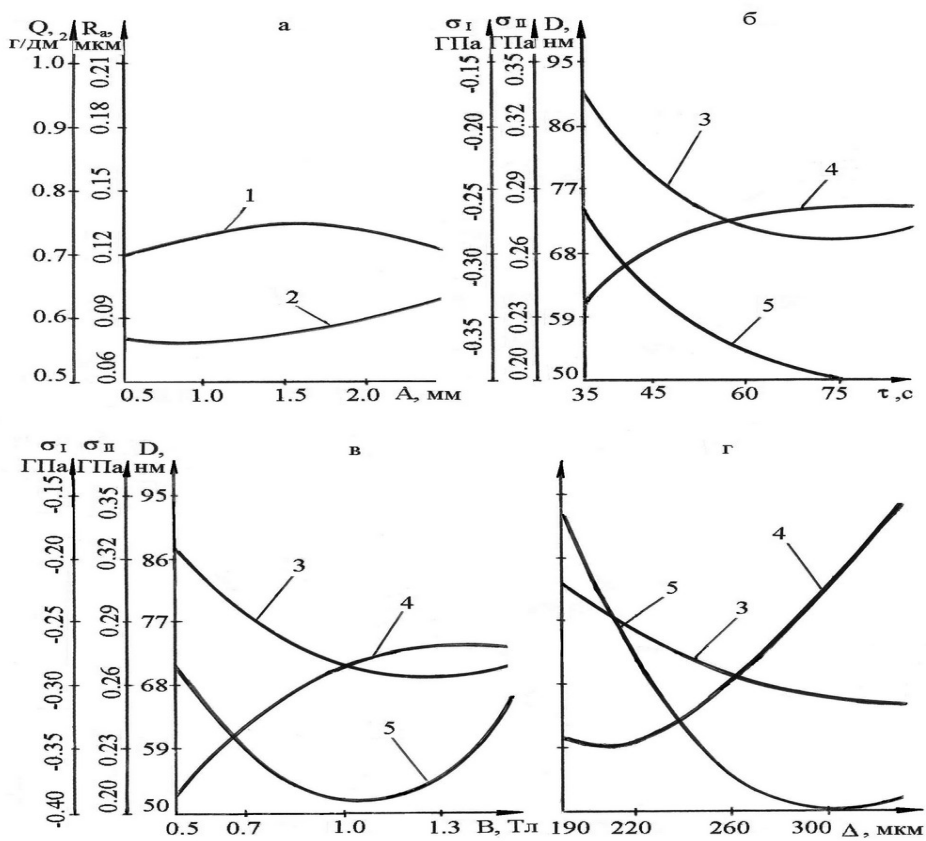 а
Q, Rа,
г/дм² мкм
1.0 0.21
0.18
0.9
0.8 0.15
1
0.7 0.12
2
0.6 0.09
0.5 0.06
0.5 1.0 1.5 2.0 А, мм
б
σI σII D,
ГПа ГПа нм
-0.15 0.35 95
-0.20 0.32 86
3
-0.25 0.29 77
4
-0.30 0.26 68
5
-0.35 0.23 59
0.20 50
35 45 60 75 τ,с
в
σI σII D,
ГПа ГПа нм
-0.15 0.35 95
-0.20 0.32 86
3
-0.25 0.29 77
4
-0.30 0.26 68
5
-0.35 0.23 59
-0.40 0.20 50
0.5 0.7 1.0 1.3 В, Тл
г
4
5 3
190 220 260 300 Δ, мкм